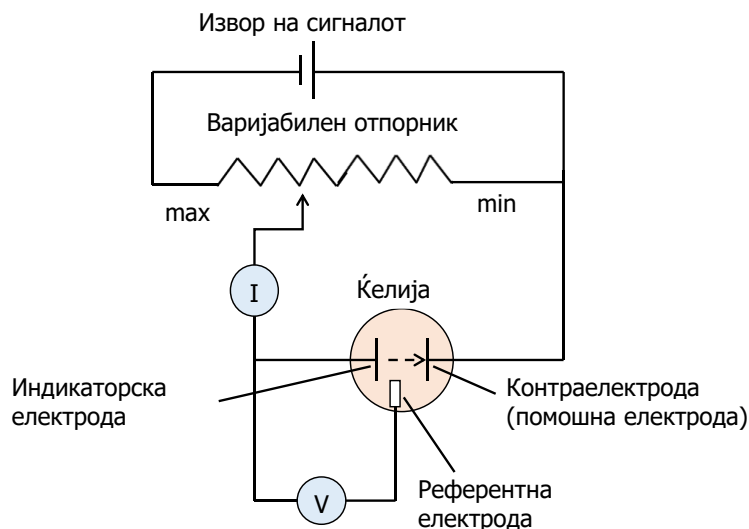 Извор на сигналот
Варијабилен отпорник
max
min
I
Ќелија
Индикаторска
електрода
Контраелектрода
(помошна електрода)
V
Референтна
електрода